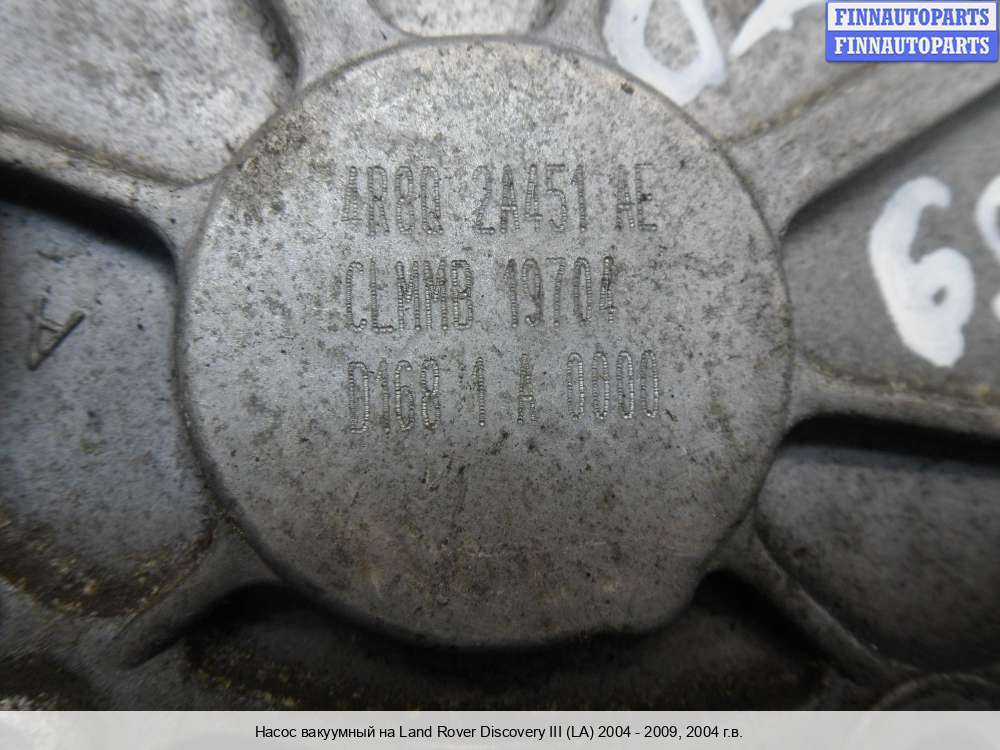 FINNAUTOPARTS
FINNAUTOPARTS
4R8Q 2A451 AE
CLMMB 19704
D168 1 A 0000
A
Насос вакуумный на Land Rover Discovery III (LA) 2004 - 2009, 2004 г.в.